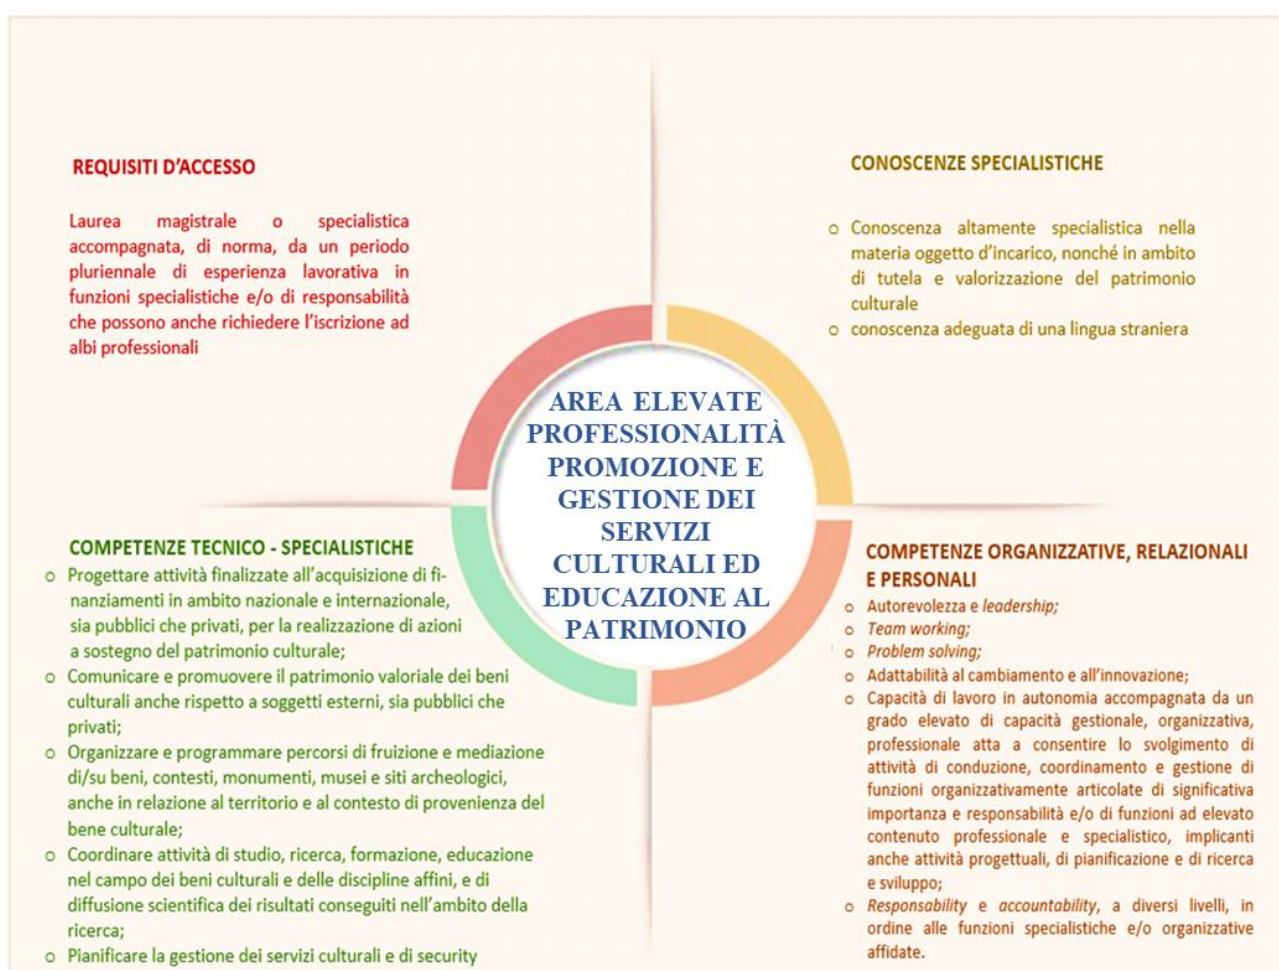 REQUISITI D'ACCESSO
Laurea magistrale o specialistica
accompagnata, di norma, da un periodo
pluriennale di esperienza lavorativa in
funzioni specialistiche e/o di responsabilità
che possono anche richiedere l'iscrizione ad
albi professionali
CONOSCENZE SPECIALISTICHE
o Conoscenza altamente specialistica nella
materia oggetto d'incarico, nonché in ambito
di tutela e valorizzazione del patrimonio
culturale
o conoscenza adeguata di una lingua straniera
AREA ELEVATE
PROFESSIONALITÀ
PROMOZIONE E
GESTIONE DEI
SERVIZI
CULTURALI ED
EDUCAZIONE AL
PATRIMONIO
COMPETENZE TECNICO - SPECIALISTICHE
o Progettare attività finalizzate all'acquisizione di fi-
nanziamenti in ambito nazionale e internazionale,
sia pubblici che privati, per la realizzazione di azioni
a sostegno del patrimonio culturale;
o Comunicare e promuovere il patrimonio valoriale dei beni
culturali anche rispetto a soggetti esterni, sia pubblici che
privati;
o Organizzare e programmare percorsi di fruizione e mediazione
di/su beni, contesti, monumenti, musei e siti archeologici,
anche in relazione al territorio e al contesto di provenienza del
bene culturale;
o Coordinare attività di studio, ricerca, formazione, educazione
nel campo dei beni culturali e delle discipline affini, e di
diffusione scientifica dei risultati conseguiti nell'ambito della
ricerca;
o Pianificare la gestione dei servizi culturali e di security
COMPETENZE ORGANIZZATIVE, RELAZIONALI
E PERSONALI
o Autorevolezza e leadership;
o Team working;
o Problem solving;
o Adattabilità al cambiamento e all'innovazione;
o Capacità di lavoro in autonomia accompagnata da un
grado elevato di capacità gestionale, organizzativa,
professionale atta a consentire lo svolgimento di
attività di conduzione, coordinamento e gestione di
funzioni organizzativamente articolate di significativa
importanza e responsabilità e/o di funzioni ad elevato
contenuto professionale e specialistico, implicanti
anche attività progettuali, di pianificazione e di ricerca
e sviluppo;
o Responsability e accountability, a diversi livelli, in
ordine alle funzioni specialistiche e/o organizzative
affidate.